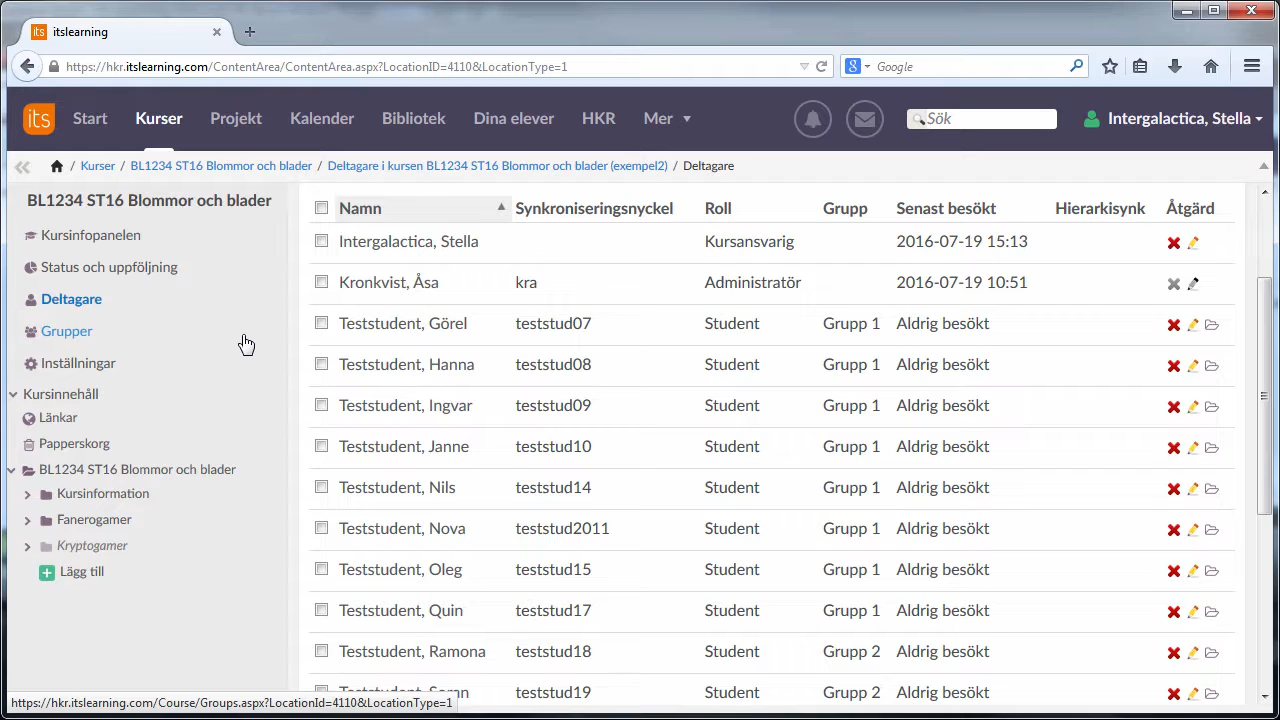 itslearning
https://hkr.itslearning.com/ContentArea/ContentArea.aspx?LocationID=4110&LocationType=1
Google
its Start Kurser Projekt Kalender Bibliotek Dina elever HKR Mer Sök Intergalactica, Stella
/ Kurser / BL1234 ST16 Blommor och blader / Deltagare i kursen BL1234 ST16 Blommor och blader (exempel2) / Deltagare
BL1234 ST16 Blommor och blader
Kursinfopanelen
Status och uppföljning
Deltagare
Grupper
Inställningar
Kursinnehåll
Länkar
Papperskorg
BL1234 ST16 Blommor och blader
Kursinformation
Fanerogamer
Kryptogamer
Lägg till
Namn Synkroniseringsnyckel Roll Grupp Senast besökt Hierarkisynk Åtgärd
Intergalactica, Stella Kursansvarig 2016-07-19 15:13
Kronkvist, Åsa kra Administratör 2016-07-19 10:51
Teststudent, Görel teststud07 Student Grupp 1 Aldrig besökt
Teststudent, Hanna teststud08 Student Grupp 1 Aldrig besökt
Teststudent, Ingvar teststud09 Student Grupp 1 Aldrig besökt
Teststudent, Janne teststud10 Student Grupp 1 Aldrig besökt
Teststudent, Nils teststud14 Student Grupp 1 Aldrig besökt
Teststudent, Nova teststud2011 Student Grupp 1 Aldrig besökt
Teststudent, Oleg teststud15 Student Grupp 1 Aldrig besökt
Teststudent, Quin teststud17 Student Grupp 1 Aldrig besökt
Teststudent, Ramona teststud18 Student Grupp 2 Aldrig besökt
Teststudent, teststud19 Student Grupp 2 Aldrig besökt
https://hkr.itslearning.com/Course/Groups.aspx?LocationId=4110&LocationType=1